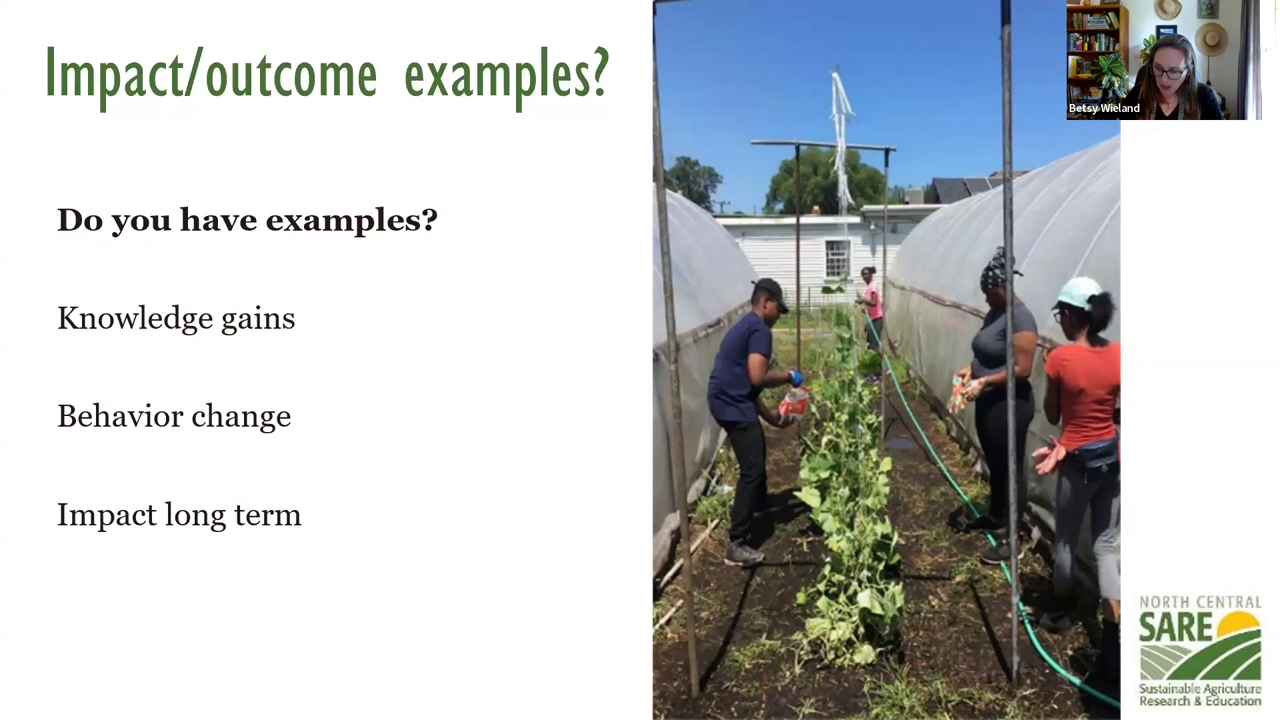 Impact/outcome examples?
Betsy Wieland
Do you have examples?
Knowledge gains
Behavior change
Impact long term
NORTH CENTRAL
SARE
Sustainable Agriculture
Research & Education